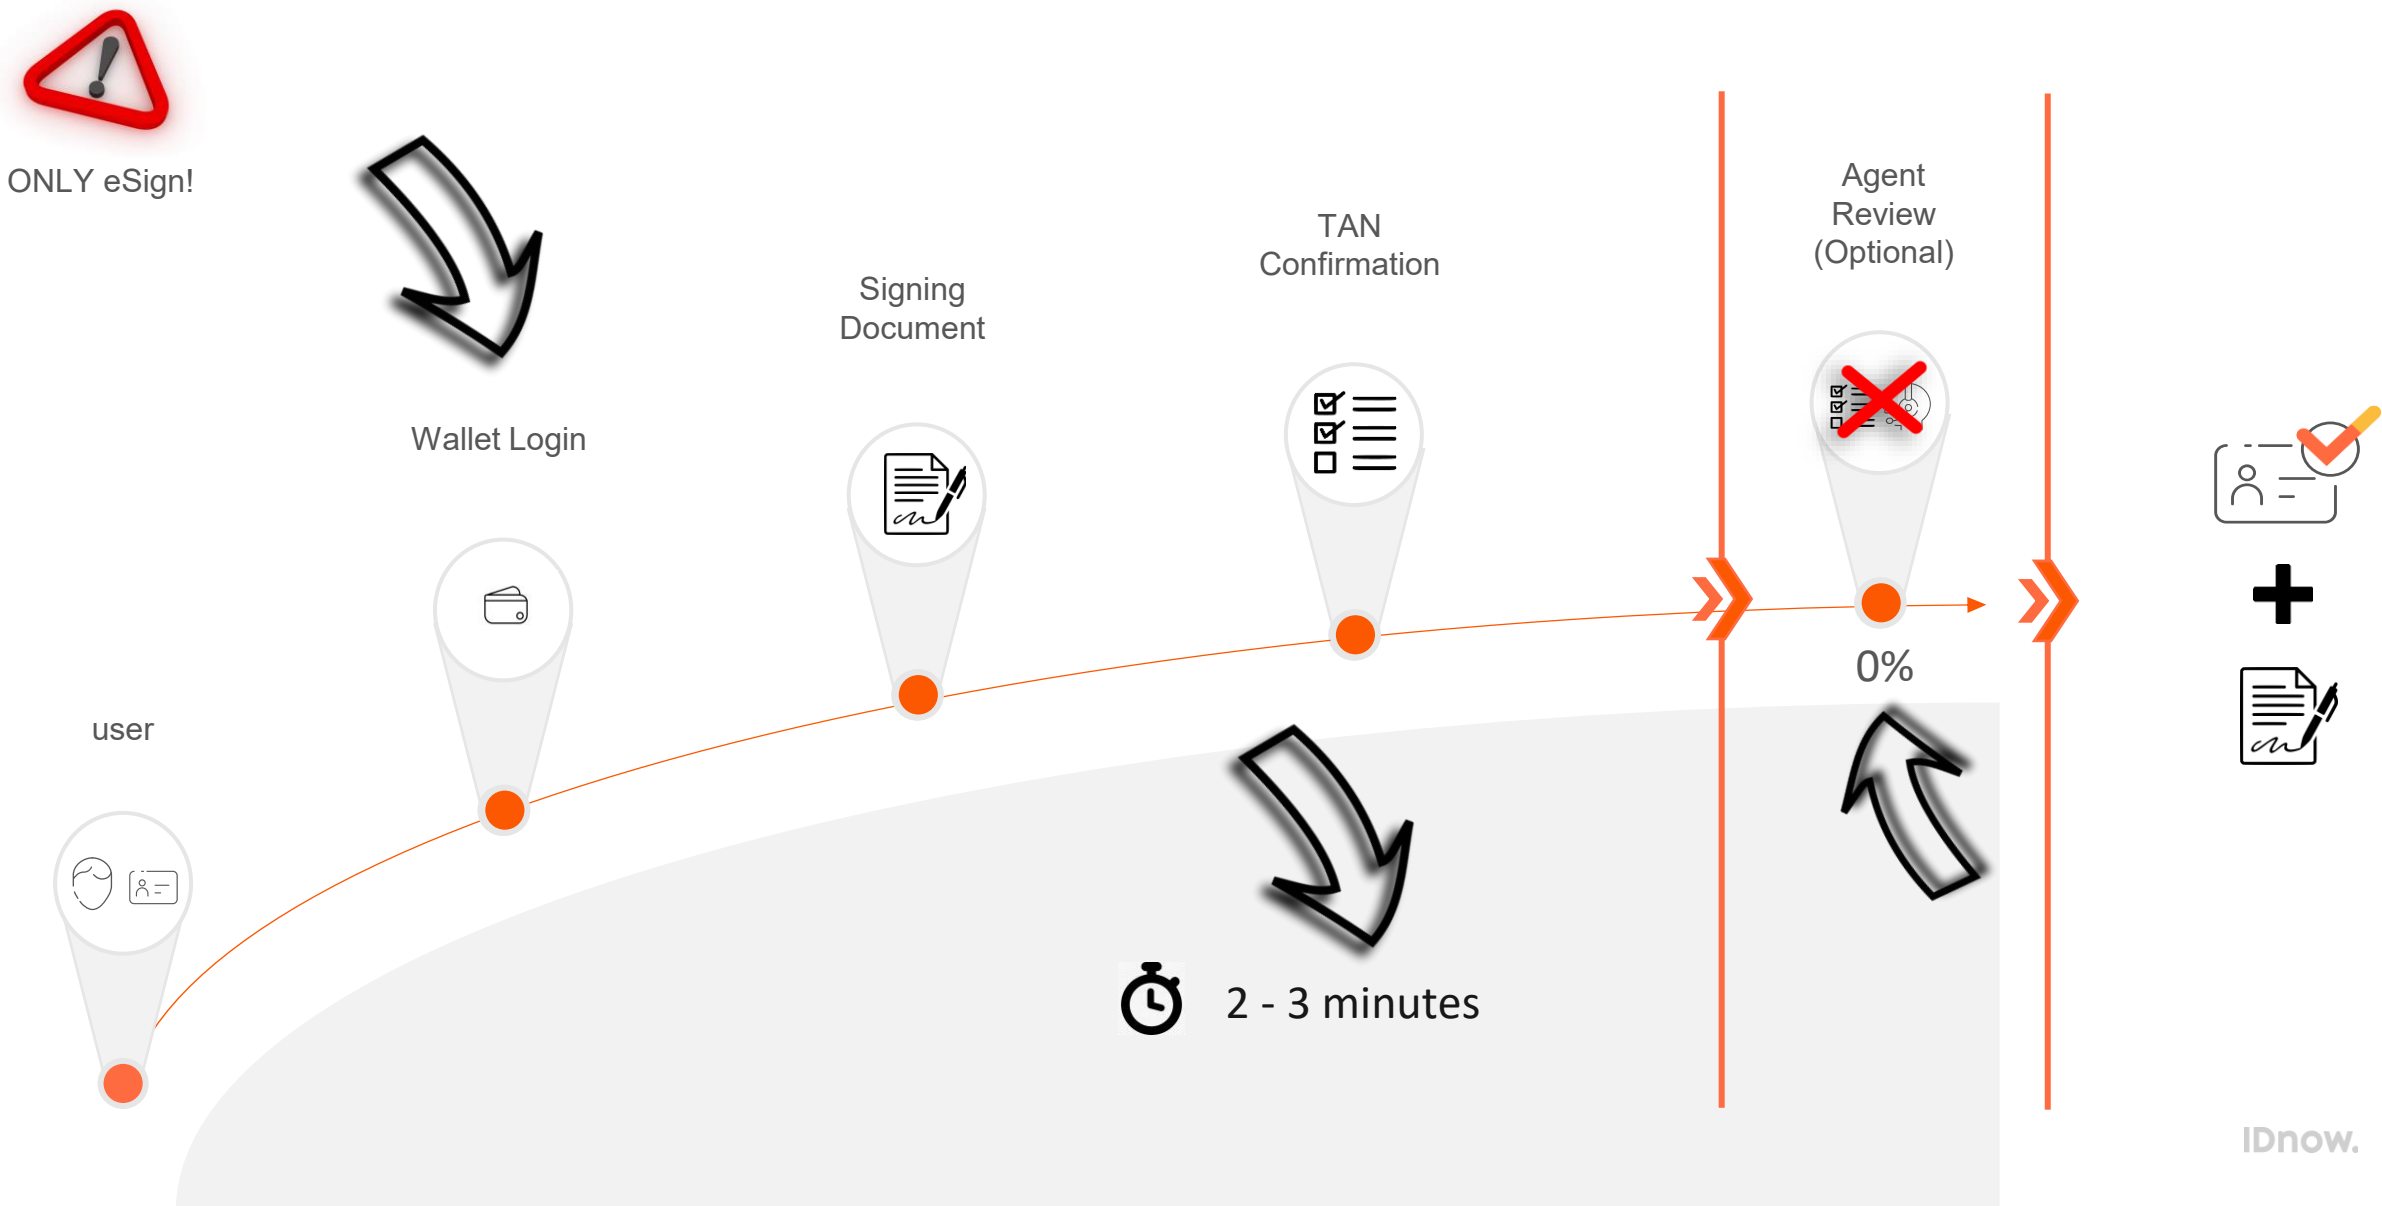 ONLY eSign!
user
Wallet Login
Signing
Document
TAN
Confirmation
Agent
Review
(Optional)
0%
2 - 3 minutes
IDnow.